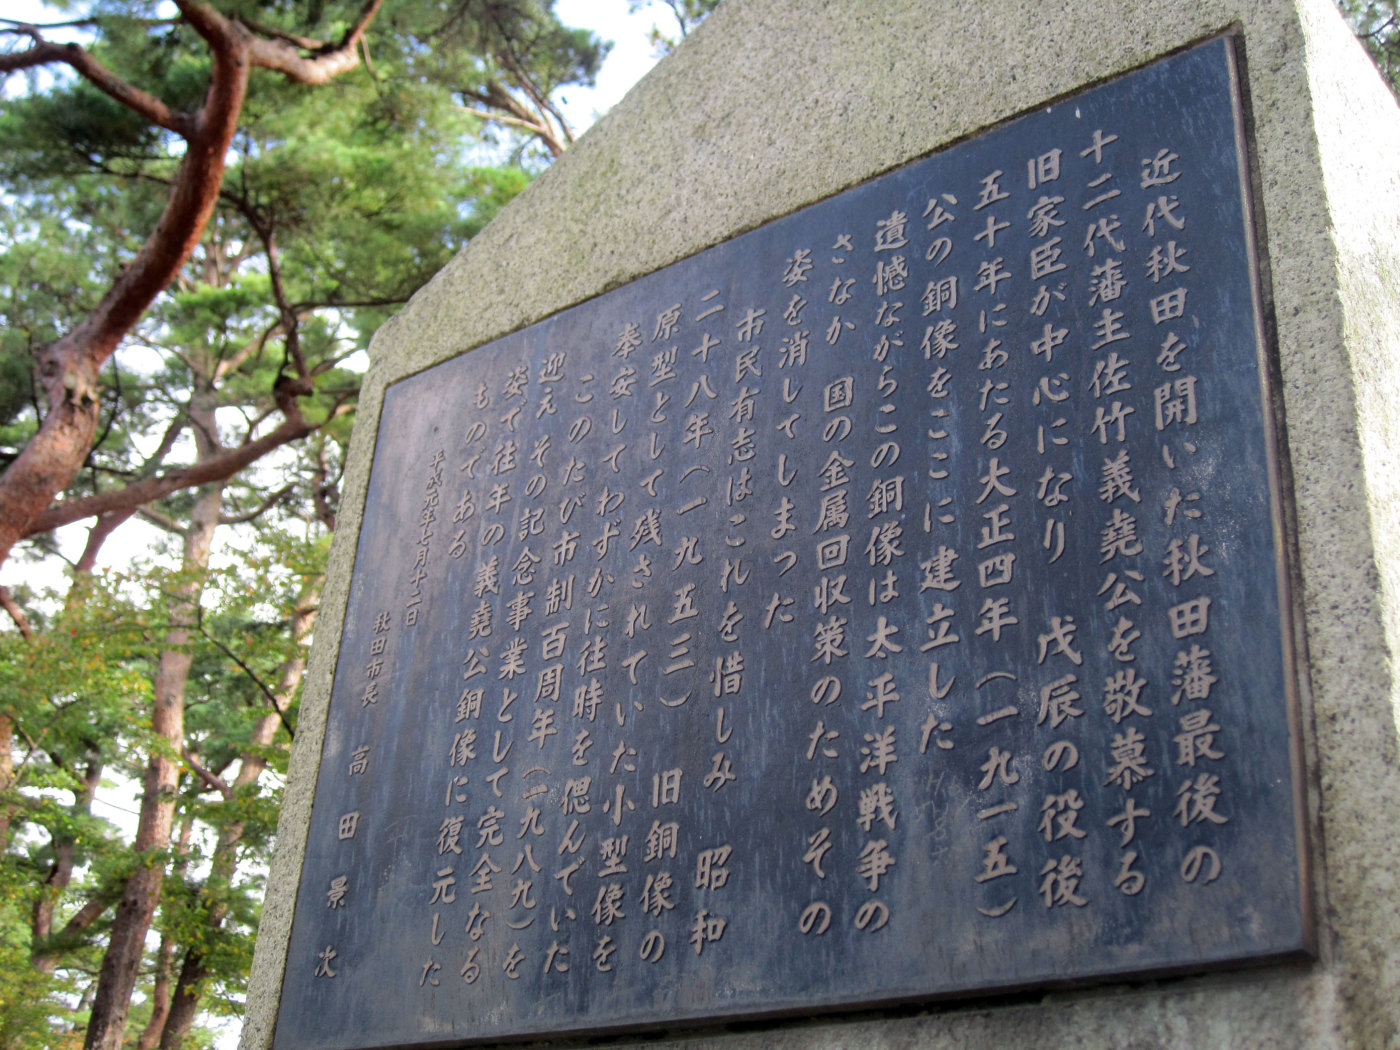 近代秋田を開いた秋田藩最後の
十二代藩主佐竹義堯公を敬慕する
旧家臣が中心になり 戊辰の役後
五十年にあたる大正四年（一九一五）
公の銅像をここに建立した
遺憾ながらこの銅像は太平洋戦争の
さなか 国の金属回収策のためその
姿を消してしまった
市民有志はこれを惜しみ 昭和
二十八年（一九五三） 旧銅像の
原型として残されていた小型像を
奉安してわずかに往時を偲んでいた
このたび市制百周年（一九八九）を
迎え その記念事業として完全なる
姿で往年の義堯公銅像に復元した
ものである
平成元年七月十二日
秋田市長 高田景次